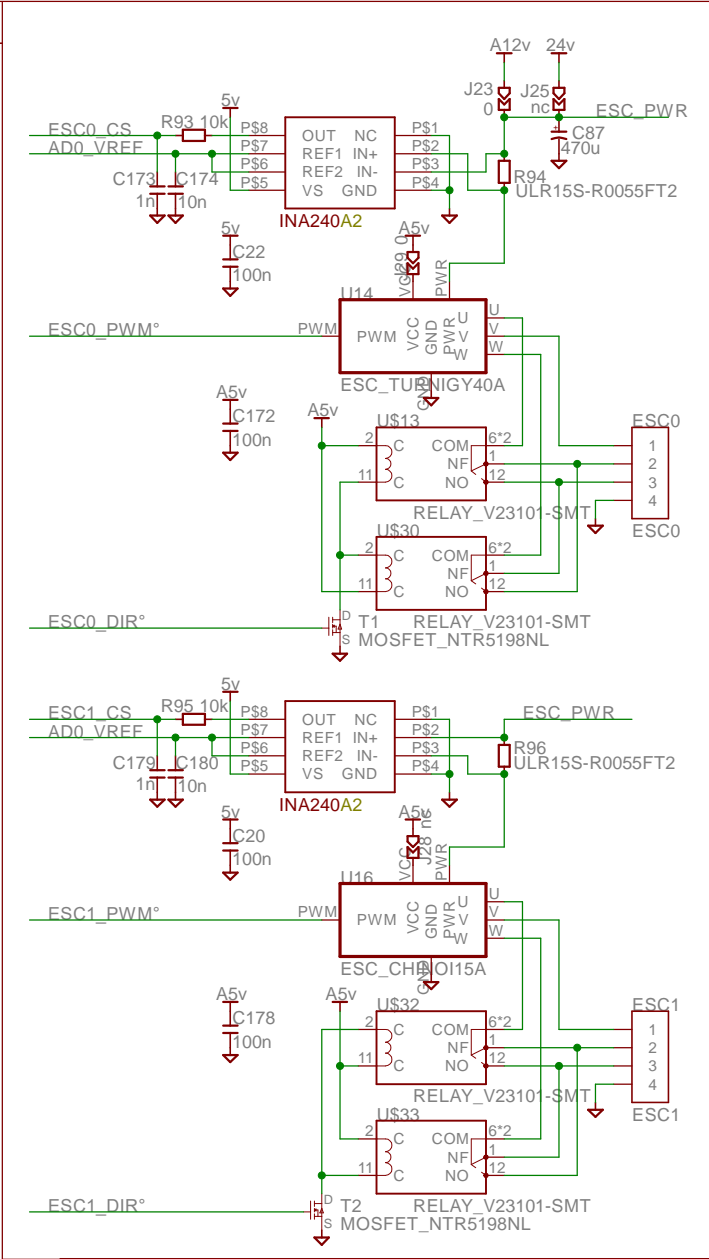 A12v 24v
J23 J25
0 nc ESC_PWR
5v
R93 10k
C87
470u
ESC0_CS P$8 OUT NC P$1
AD0_VREF P$7 REF1 IN+ P$2
P$6 REF2 IN- P$3
P$5 VS GND P$4
R94
ULR15S-R0055FT2
C173 C174
1n 10n
INA240A2
5v
C22
100n
A5v
J29 0
VCC PWR
U14
ESC0_PWM° PWM PWM VCC GND PWR U V W U V W
ESC_TURNIGY40A
GND
A5v
C172
100n
A5v
U$13 ESC0
2 C COM 6*2 1
NF 1 2
11 C NO 12 3
4
RELAY_V23101-SMT ESC0
U$30
2 C COM 6*2
NF 1
11 C NO 12
ESC0_DIR° D T1 RELAY_V23101-SMT
S MOSFET_NTR5198NL
5v
R95 10k
ESC1_CS P$8 OUT NC P$1 ESC_PWR
AD0_VREF P$7 REF1 IN+ P$2
P$6 REF2 IN- P$3
P$5 VS GND P$4
R96
ULR15S-R0055FT2
C179 C180
1n 10n
INA240A2
5v
C20
100n
A5v
J28 nc
VCC PWR
U16
ESC1_PWM° PWM PWM VCC GND PWR U V W U V W
ESC_CHINOI15A
GND
A5v
C178
100n
A5v
U$32 ESC1
2 C COM 6*2 1
NF 1 2
11 C NO 12 3
4
RELAY_V23101-SMT ESC1
U$33
2 C COM 6*2
NF 1
11 C NO 12
ESC1_DIR° D T2 RELAY_V23101-SMT
S MOSFET_NTR5198NL